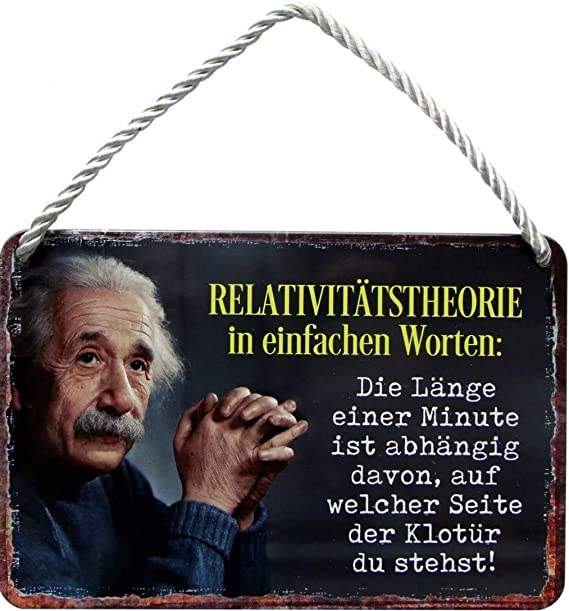 RELATIVITÄTSTHEORIE
in einfachen Worten:
Die Länge
einer Minute
ist abhängig
davon, auf
welcher Seite
der Klotür
du stehst!